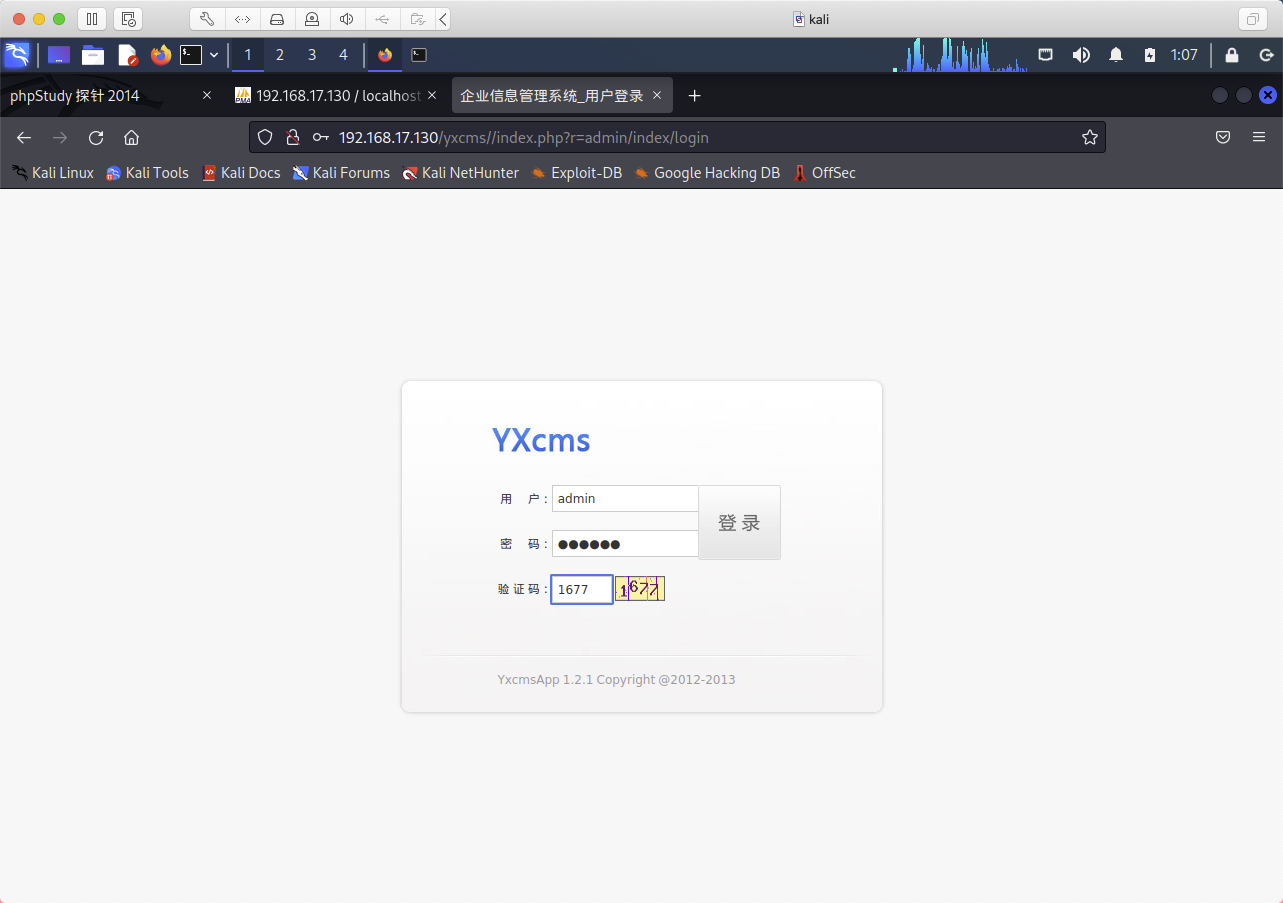 kali
1 2 3 4 1:07
phpStudy 探针 2014 192.168.17.130 / localhost 企业信息管理系统_用户登录
192.168.17.130/yxcms//index.php?r=admin/index/login
Kali Linux Kali Tools Kali Docs Kali Forums Kali NetHunter Exploit-DB Google Hacking DB OffSec
YXcms
用 户: admin
登 录
密 码: ●●●●●●
验证码: 1677 1677
YxcmsApp 1.2.1 Copyright @2012-2013